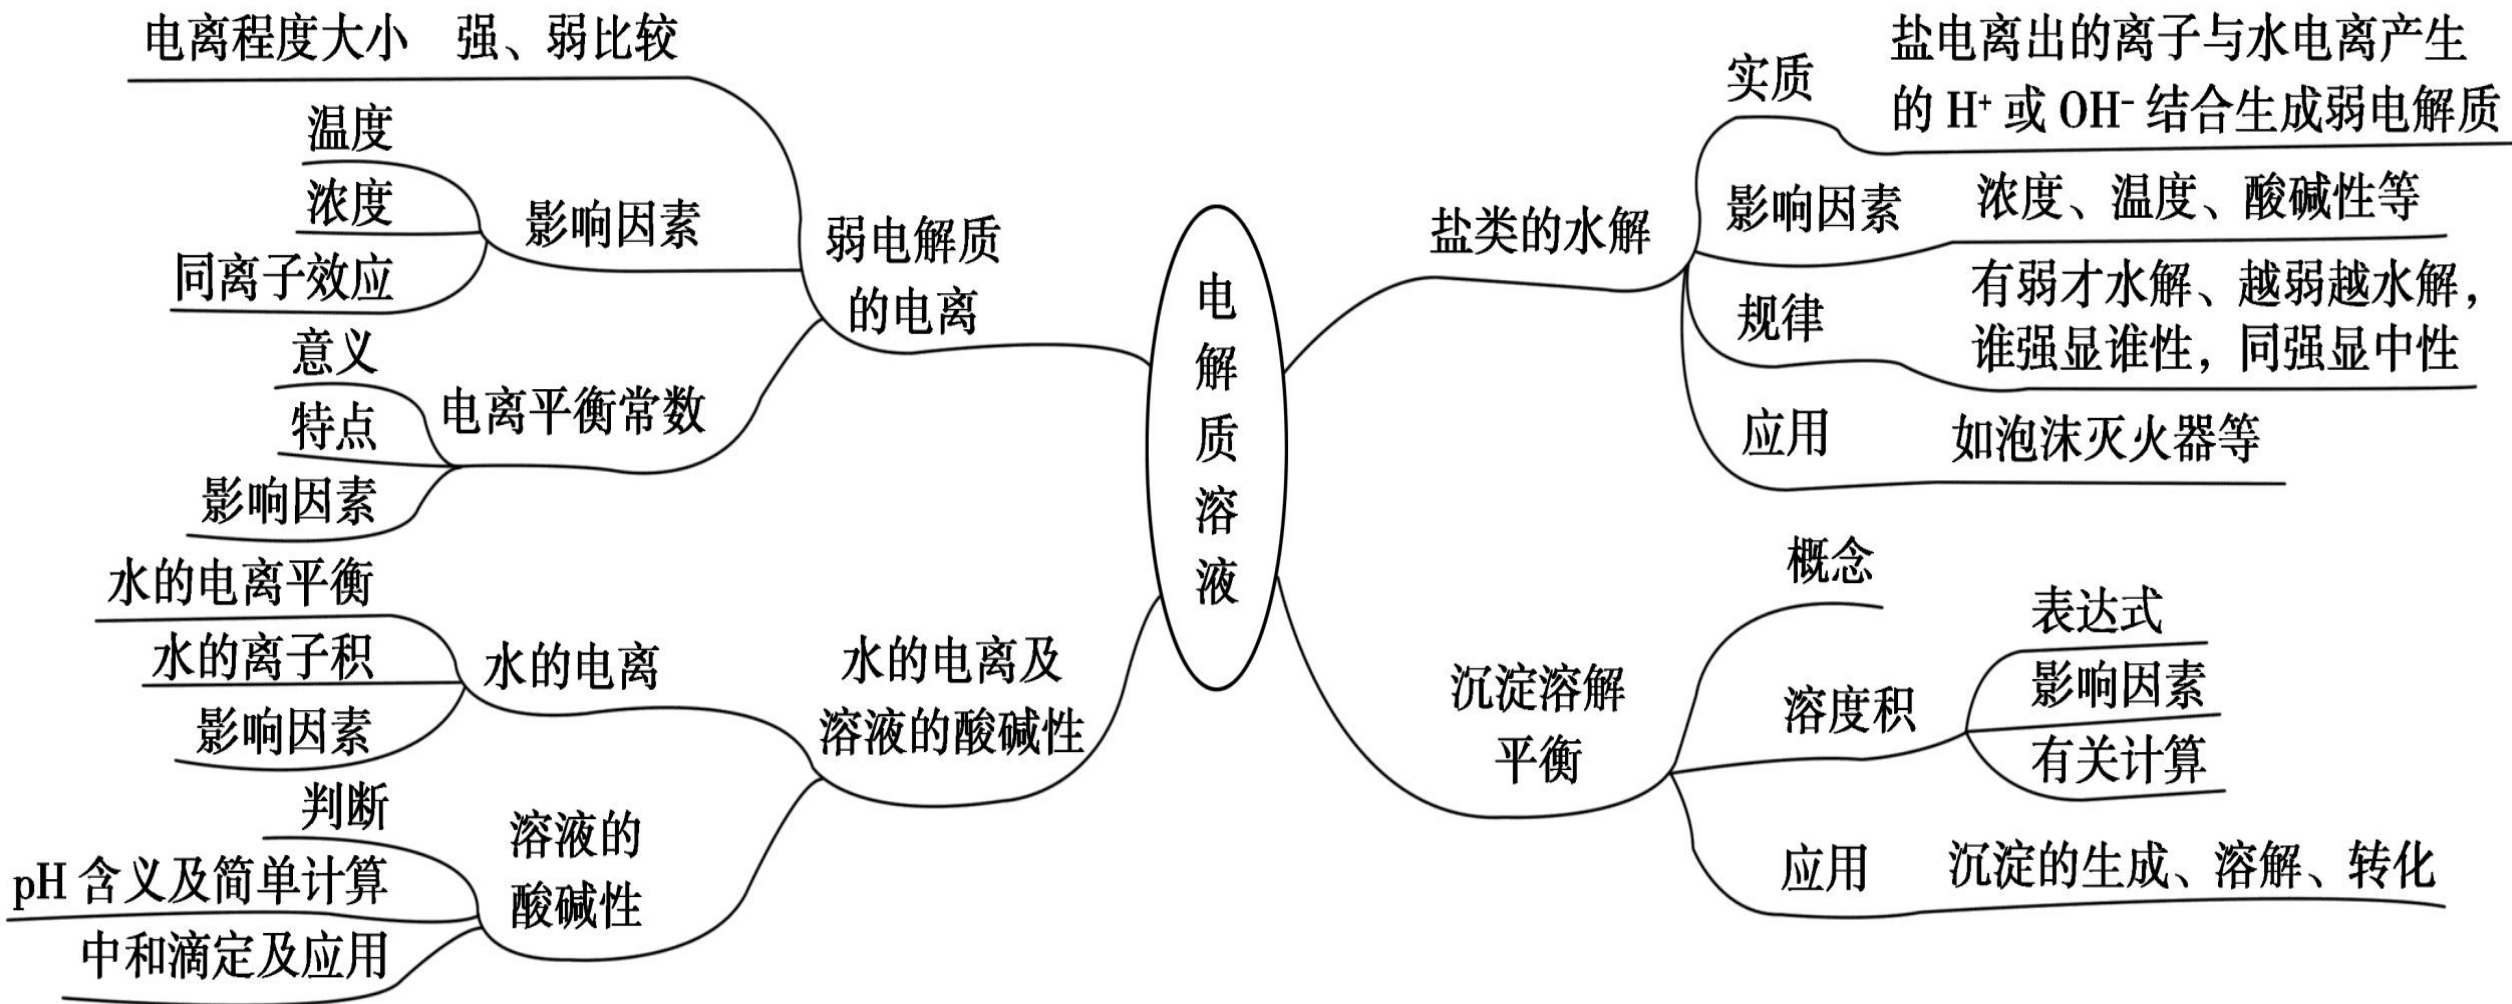 电解质溶液
弱电解质
的电离
电离程度大小 强、弱比较
影响因素
温度
浓度
同离子效应
电离平衡常数
意义
特点
影响因素
水的电离及
溶液的酸碱性
水的电离
水的电离平衡
水的离子积
影响因素
溶液的
酸碱性
判断
pH 含义及简单计算
中和滴定及应用
盐类的水解
实质
盐电离出的离子与水电离产生
的 H⁺ 或 OH⁻ 结合生成弱电解质
影响因素 浓度、温度、酸碱性等
规律
有弱才水解、越弱越水解，
谁强显谁性，同强显中性
应用 如泡沫灭火器等
沉淀溶解
平衡
概念
溶度积
表达式
影响因素
有关计算
应用 沉淀的生成、溶解、转化